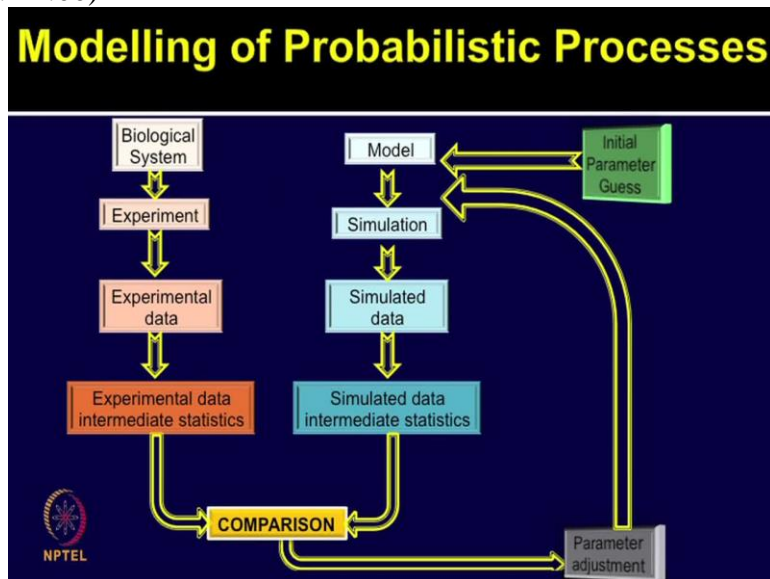 Modelling of Probabilistic Processes
Biological
System
Experiment
Experimental
data
Experimental data
intermediate statistics
Model
Simulation
Simulated
data
Simulated data
intermediate statistics
Initial
Parameter
Guess
COMPARISON
Parameter
adjustment
NPTEL